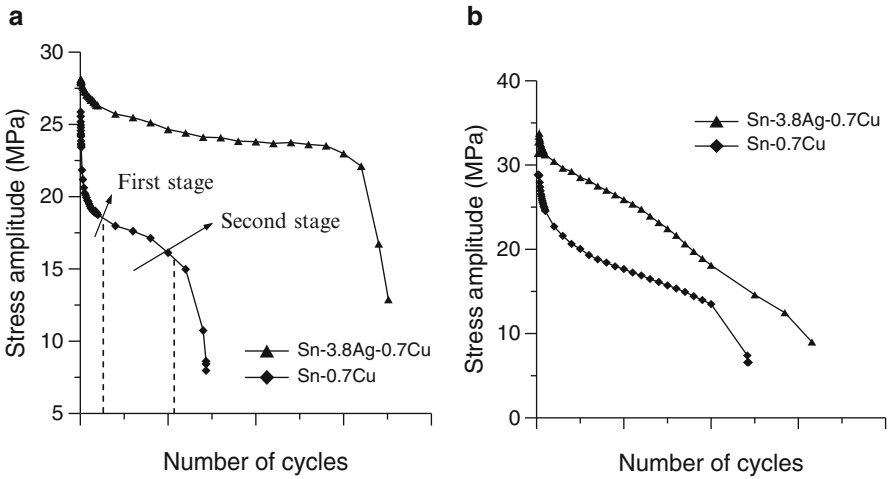 a
30
25
20
15
10
5
Stress amplitude (MPa)
First stage
Second stage
Sn-3.8Ag-0.7Cu
Sn-0.7Cu
Number of cycles
b
40
30
20
10
0
Stress amplitude (MPa)
Sn-3.8Ag-0.7Cu
Sn-0.7Cu
Number of cycles